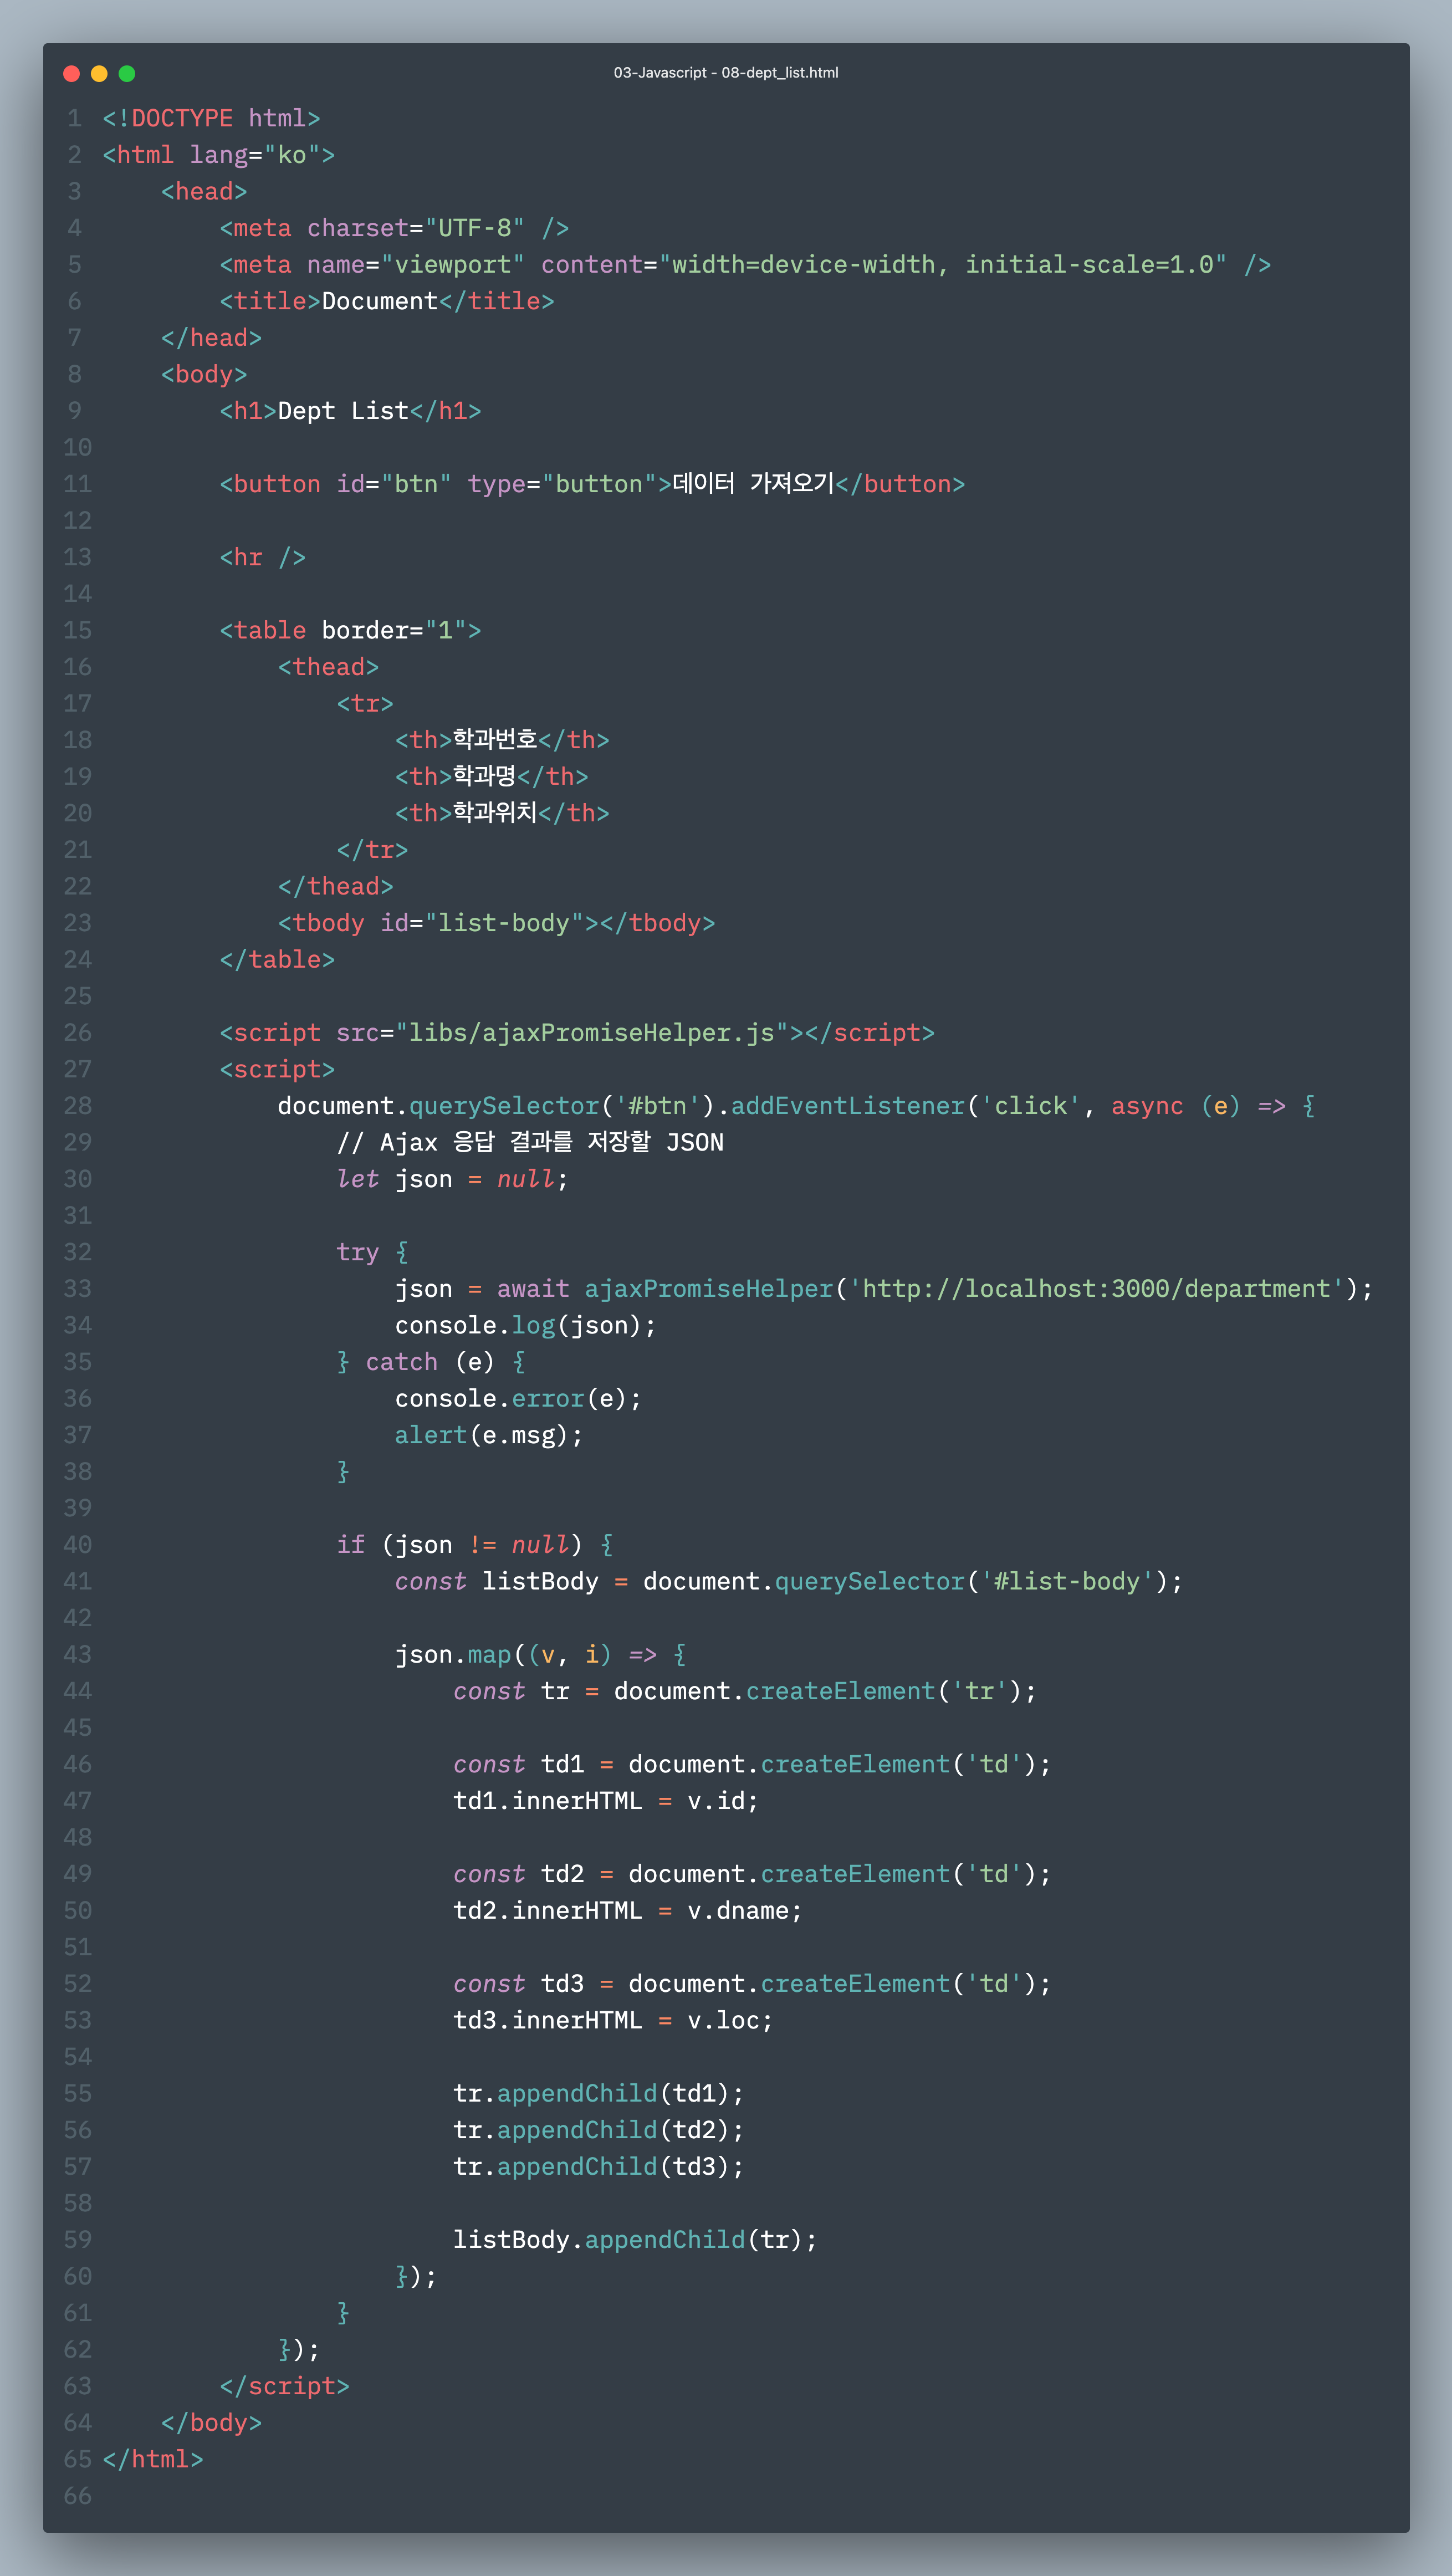 03-Javascript - 08-dept_list.html
1 <!DOCTYPE html>
2 <html lang="ko">
3     <head>
4         <meta charset="UTF-8" />
5         <meta name="viewport" content="width=device-width, initial-scale=1.0" />
6         <title>Document</title>
7     </head>
8     <body>
9         <h1>Dept List</h1>
10
11         <button id="btn" type="button">데이터 가져오기</button>
12
13         <hr />
14
15         <table border="1">
16             <thead>
17                 <tr>
18                     <th>학과번호</th>
19                     <th>학과명</th>
20                     <th>학과위치</th>
21                 </tr>
22             </thead>
23             <tbody id="list-body"></tbody>
24         </table>
25
26         <script src="libs/ajaxPromiseHelper.js"></script>
27         <script>
28             document.querySelector('#btn').addEventListener('click', async (e) => {
29                 // Ajax 응답 결과를 저장할 JSON
30                 let json = null;
31
32                 try {
33                     json = await ajaxPromiseHelper('http://localhost:3000/department');
34                     console.log(json);
35                 } catch (e) {
36                     console.error(e);
37                     alert(e.msg);
38                 }
39
40                 if (json != null) {
41                     const listBody = document.querySelector('#list-body');
42
43                     json.map((v, i) => {
44                         const tr = document.createElement('tr');
45
46                         const td1 = document.createElement('td');
47                         td1.innerHTML = v.id;
48
49                         const td2 = document.createElement('td');
50                         td2.innerHTML = v.dname;
51
52                         const td3 = document.createElement('td');
53                         td3.innerHTML = v.loc;
54
55                         tr.appendChild(td1);
56                         tr.appendChild(td2);
57                         tr.appendChild(td3);
58
59                         listBody.appendChild(tr);
60                     });
61                 }
62             });
63         </script>
64     </body>
65 </html>
66